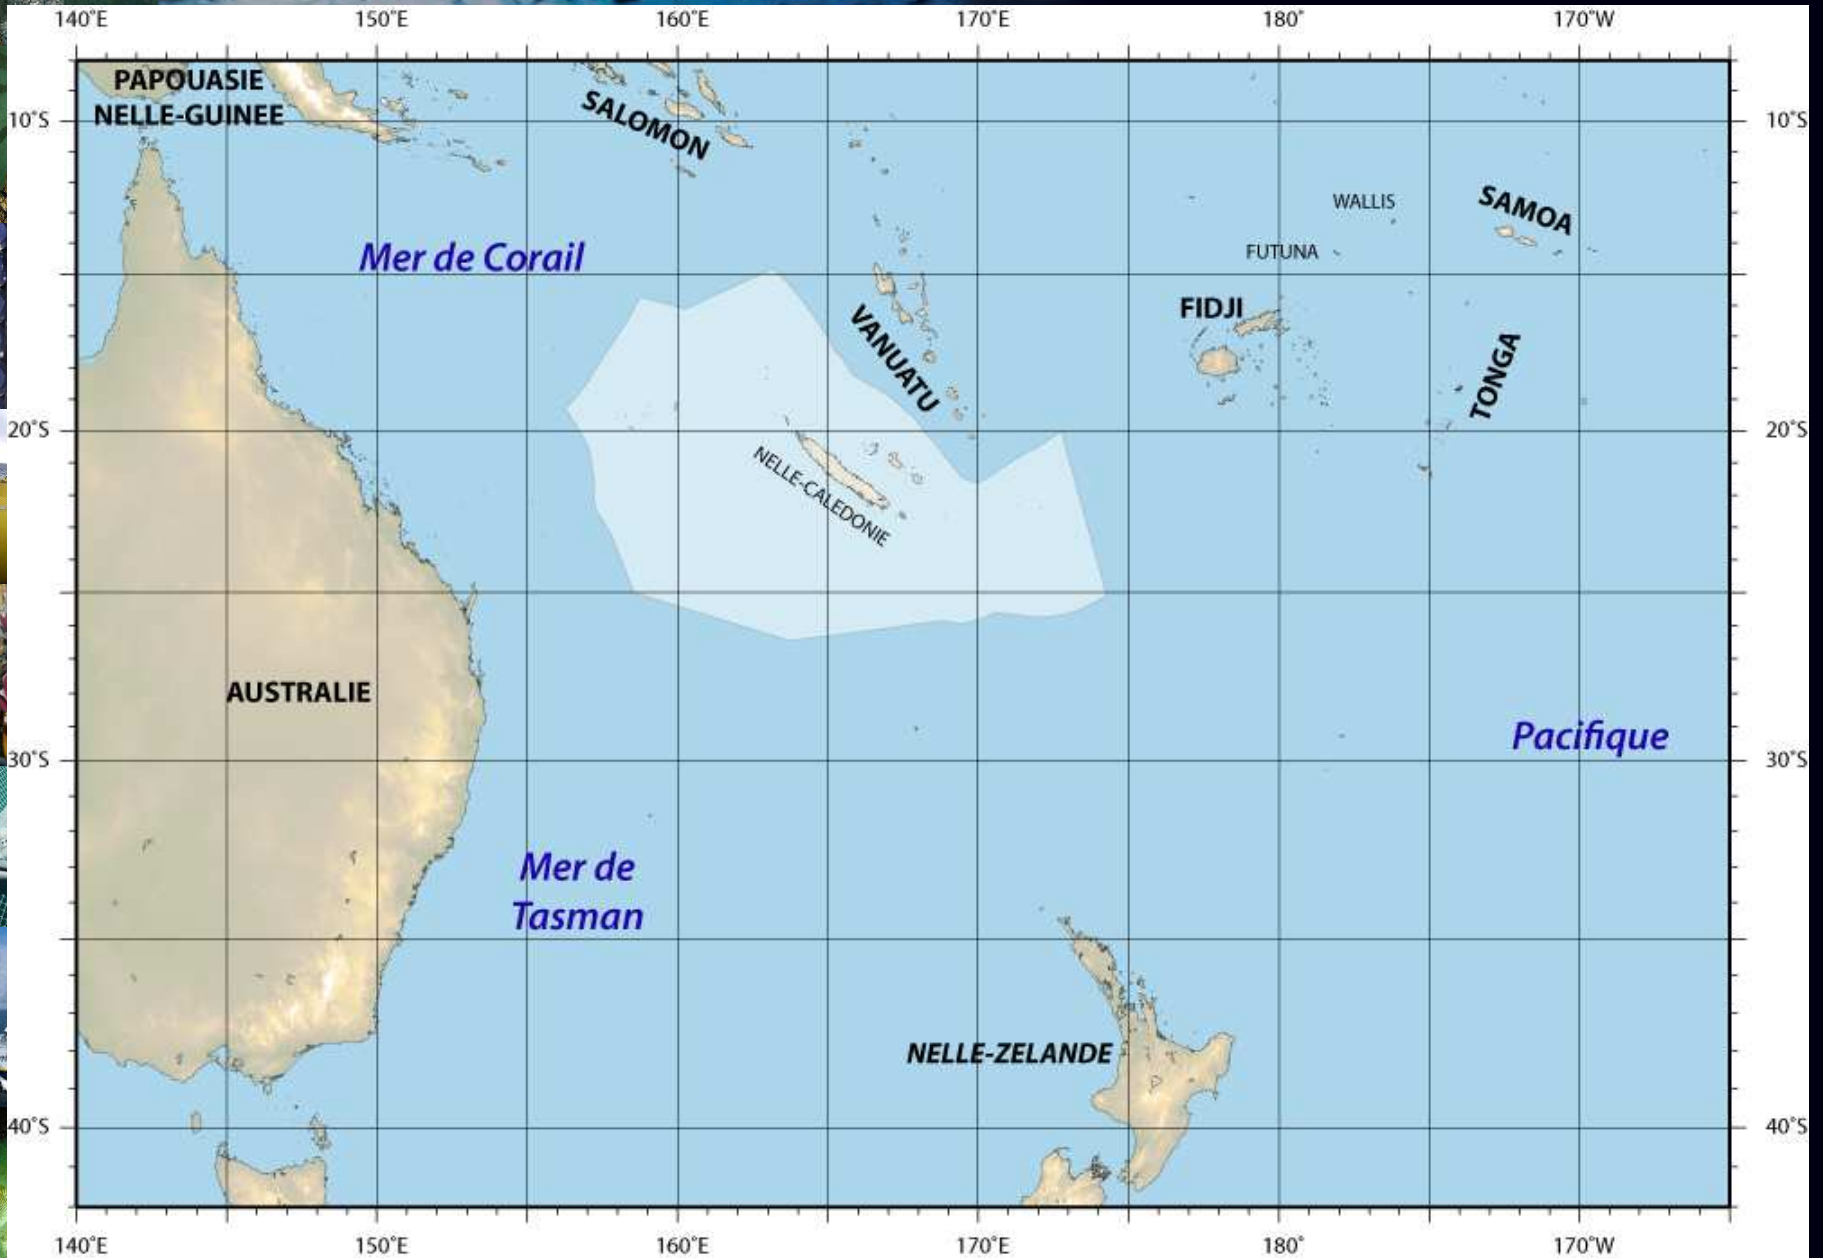 140°E 150°E 160°E 170°E 180° 170°W
PAPOUASIE
NELLE-GUINEE
SALOMON
10°S 10°S
WALLIS
SAMOA
Mer de Corail
FUTUNA
FIDJI
VANUATU
TONGA
20°S 20°S
NELLE-CALEDONIE
AUSTRALIE
Pacifique
30°S 30°S
Mer de
Tasman
NELLE-ZELANDE
40°S 40°S
140°E 150°E 160°E 170°E 180° 170°W